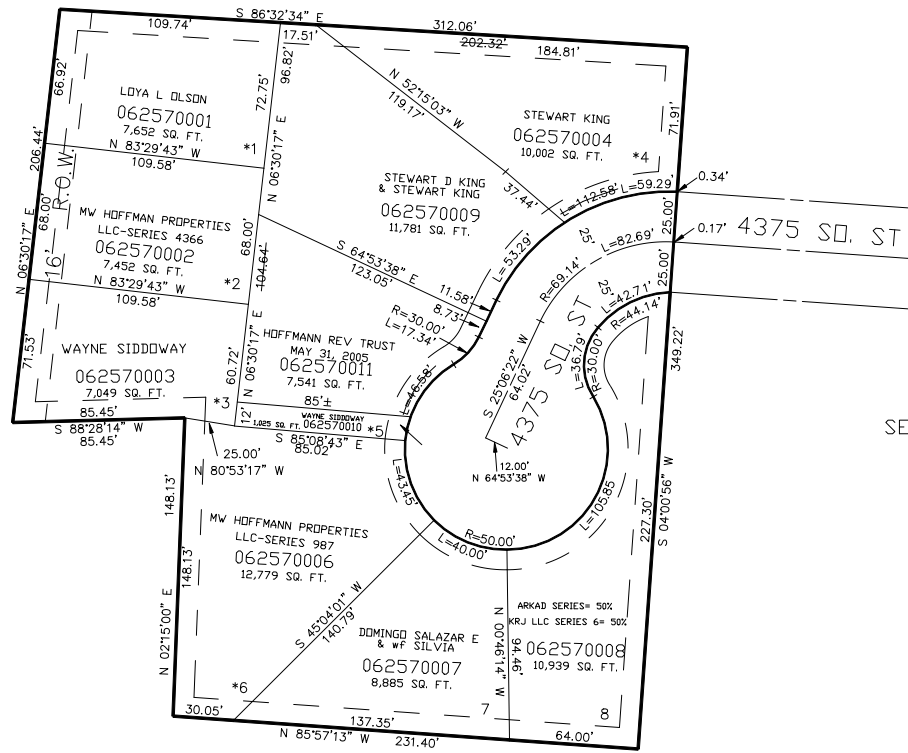 S 86°32'34" E
109.74'
312.06'
17.51'
202.32'
184.81'
66.92'
LOYA L OLSON
062570001
7,652 SQ. FT.
N 83°29'43" W
*1
109.58'
72.75'
96.82'
N 06°30'17" E
N 52°15'03" W
119.17'
37.44'
STEWART KING
062570004
10,002 SQ. FT.
*4
71.91'
206.44'
16' R.O.W.
68.00'
N 06°30'17" E
MW HOFFMAN PROPERTIES
LLC-SERIES 4366
062570002
7,452 SQ. FT.
N 83°29'43" W
*2
109.58'
68.00'
104.64'
STEWART D KING
& STEWART KING
062570009
11,781 SQ. FT.
S 64°53'38" E
123.05'
11.58'
8.73'
L=53.29'
L=112.58'
L=59.29'
0.34'
25.00'
0.17'
4375 SO. ST
25'
L=82.69'
R=69.14'
25.00'
25'
L=42.71'
R=44.14'
L=36.79'
R=30.00'
349.22'
R=30.00'
L=17.34'
71.53'
WAYNE SIDDOWAY
062570003
7,049 SQ. FT.
*3
85.45'
S 88°28'14" W
85.45'
60.72'
N 06°30'17" E
12'
HOFFMANN REV TRUST
MAY 31, 2005
062570011
7,541 SQ. FT.
85'±
WAYNE SIDDOWAY
1,025 SQ. FT. 062570010 *5
S 85°08'43" E
85.02'
L=46.58'
S 25°06'22" W
64.02'
4375 SO. ST
12.00'
N 64°53'38" W
SE
25.00'
N 80°53'17" W
148.13'
148.13'
N 02°15'00" E
MW HOFFMANN PROPERTIES
LLC-SERIES 987
062570006
12,779 SQ. FT.
L=43.45'
R=50.00'
L=40.00'
L=105.85
227.30'
S 04°00'56" W
S 45°04'01" W
140.79'
DOMINGO SALAZAR E
& wf SILVIA
062570007
8,885 SQ. FT.
N 00°46'14" W
94.46'
ARKAD SERIES= 50%
KRJ LLC SERIES 6= 50%
062570008
10,939 SQ. FT.
*6
7
8
30.05'
137.35'
64.00'
N 85°57'13" W
231.40'